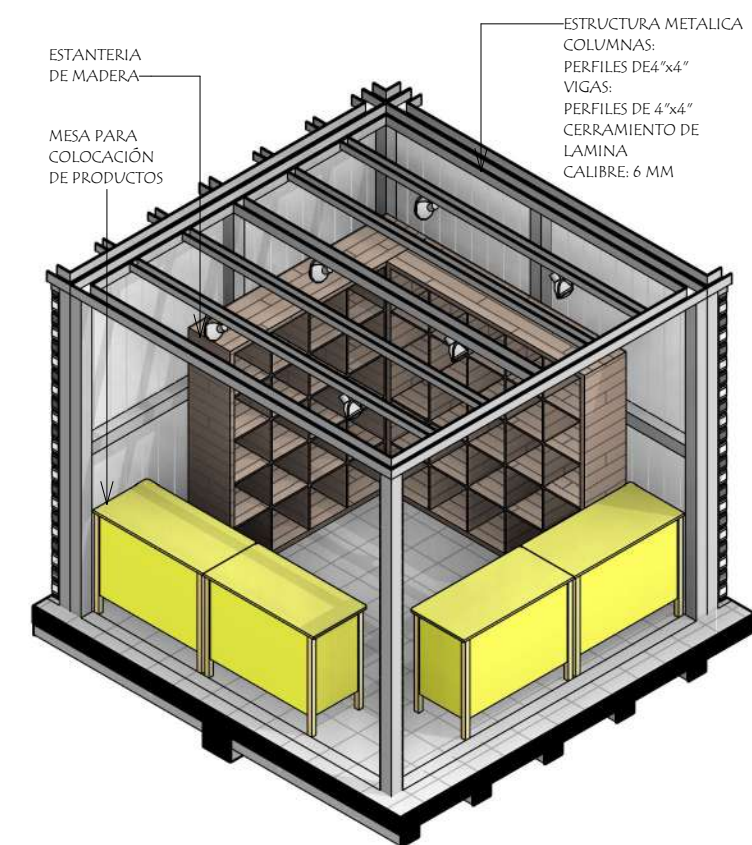 ESTANTERIA
DE MADERA
MESA PARA
COLOCACIÓN
DE PRODUCTOS
ESTRUCTURA METALICA
COLUMNAS:
PERFILES DE4"x4"
VIGAS:
PERFILES DE 4"x4"
CERRAMIENTO DE
LAMINA
CALIBRE: 6 MM